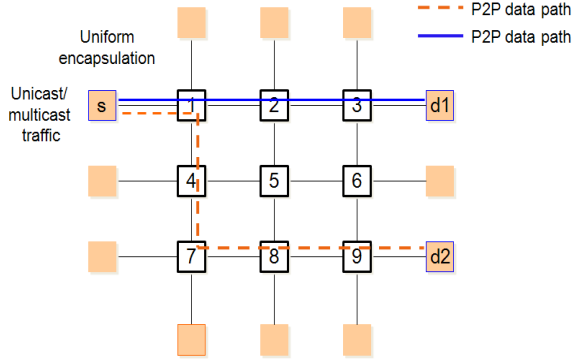 P2P data path
P2P data path
Uniform
encapsulation
Unicast/
multicast
traffic
s
1
2
3
d1
4
5
6
7
8
9
d2